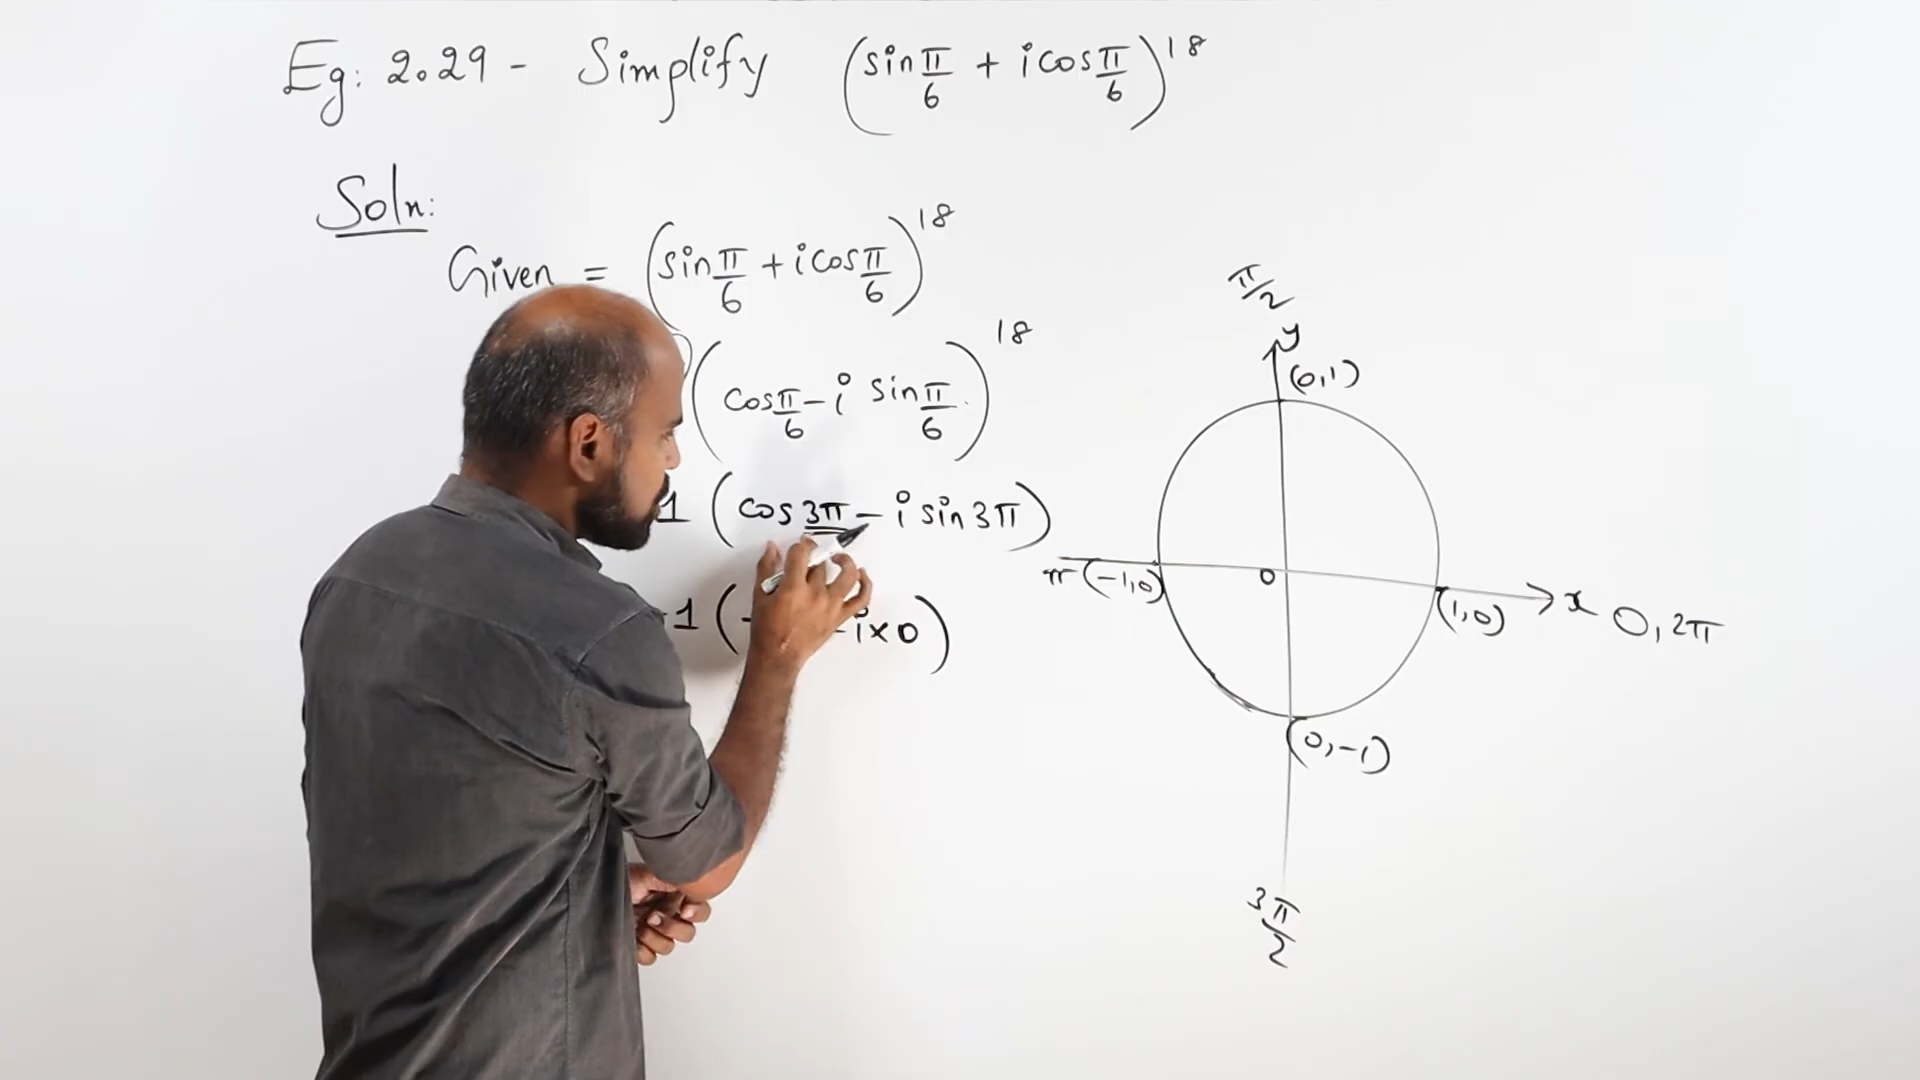 Eg: 2.29 - Simplify (sin π/6 + i cos π/6)^18
Soln:
Given = (sin π/6 + i cos π/6)^18
(cos π/6 - i sin π/6)^18
1 (cos 3π - i sin 3π)
-1 (- - i×0)
π/2
y
(0,1)
π (-1,0)
0
(1,0)
x 0, 2π
(0,-1)
3π/2